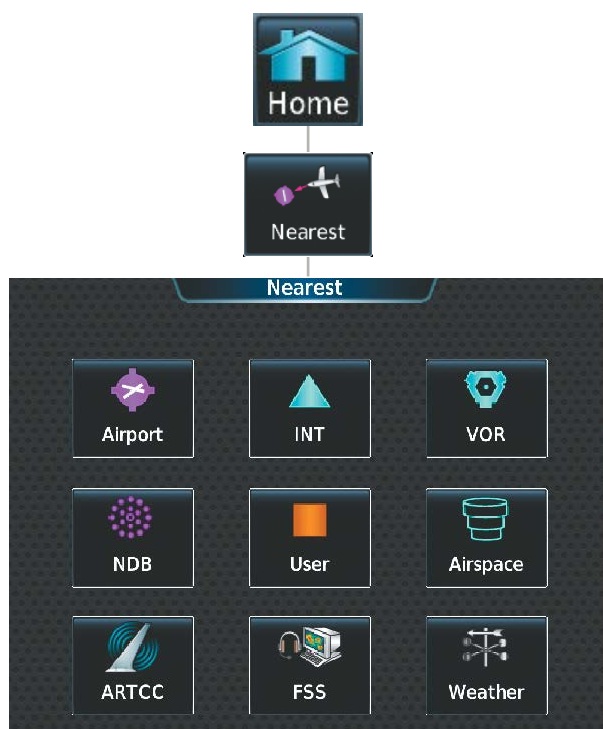 Home
Nearest
Nearest
Airport
INT
VOR
NDB
User
Airspace
ARTCC
FSS
Weather